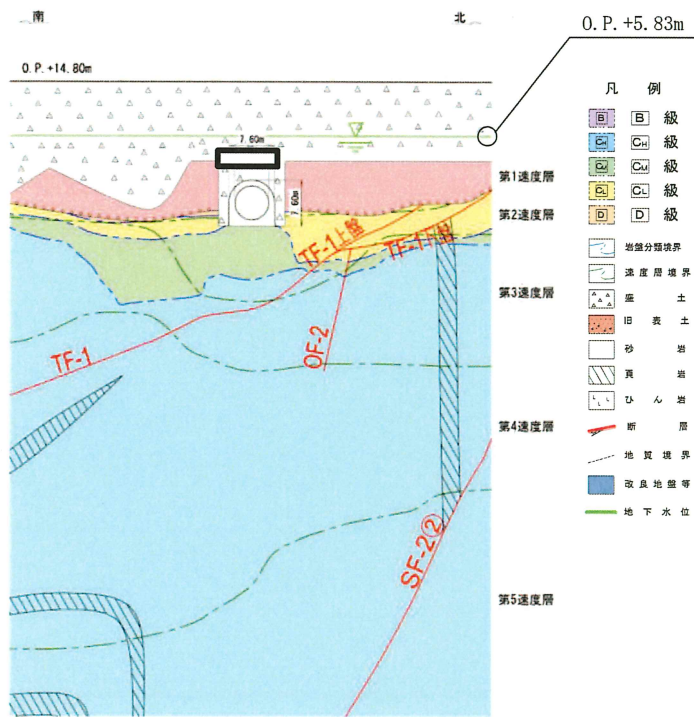 南
北
O.P.+5.83m
O.P.+14.80m
7.60m
7.60m
第1速度層
第2速度層
第3速度層
第4速度層
第5速度層
TF-1上盤
TF-1下盤
TF-1
OF-2
SF-2②
凡例
B B 級
CH CH 級
CM CM 級
CL CL 級
D D 級
岩盤分類境界
速度層境界
盛土
旧表土
砂岩
頁岩
ひん岩
断層
地質境界
改良地盤等
地下水位